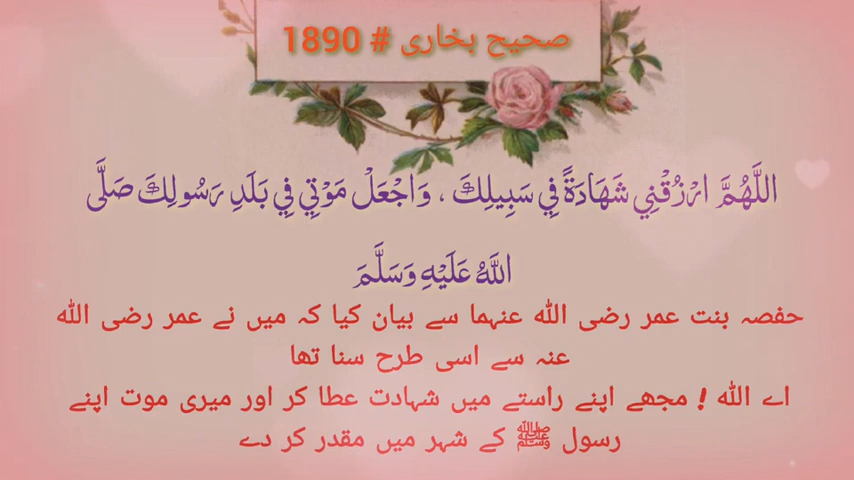 صحیح بخاری # 1890
اللَّهُمَّ ارْزُقْنِي شَهَادَةً فِي سَبِيلِكَ ، وَاجْعَلْ مَوْتِي فِي بَلَدِ رَسُولِكَ صَلَّى
اللَّهُ عَلَيْهِ وَسَلَّمَ
حفصہ بنت عمر رضی اللہ عنہما سے بیان کیا کہ میں نے عمر رضی اللہ
عنہ سے اسی طرح سنا تھا
اے اللہ ! مجھے اپنے راستے میں شہادت عطا کر اور میری موت اپنے
رسول ﷺ کے شہر میں مقدر کر دے